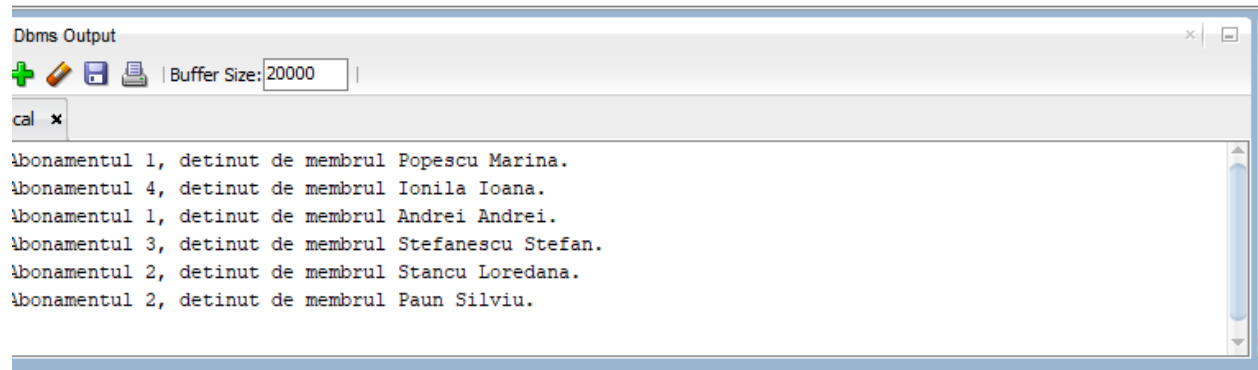 Dbms Output
Buffer Size: 20000
cal
Abonamentul 1, detinut de membrul Popescu Marina.
Abonamentul 4, detinut de membrul Ionila Ioana.
Abonamentul 1, detinut de membrul Andrei Andrei.
Abonamentul 3, detinut de membrul Stefanescu Stefan.
Abonamentul 2, detinut de membrul Stancu Loredana.
Abonamentul 2, detinut de membrul Paun Silviu.